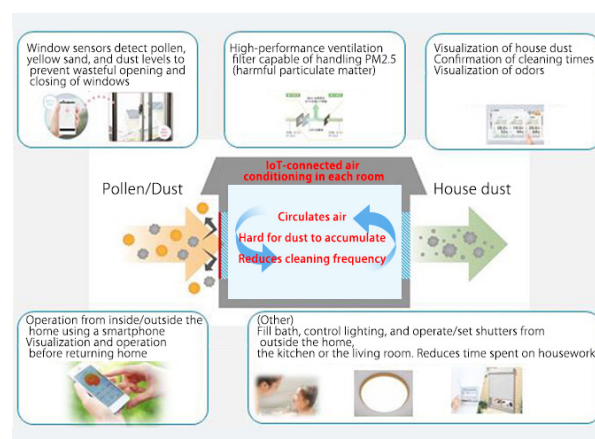 Window sensors detect pollen,
yellow sand, and dust levels to
prevent wasteful opening and
closing of windows
High-performance ventilation
filter capable of handling PM2.5
(harmful particulate matter)
Visualization of house dust
Confirmation of cleaning times
Visualization of odors
IoT-connected air
conditioning in each room
Pollen/Dust
House dust
Circulates air
Hard for dust to accumulate
Reduces cleaning frequency
Operation from inside/outside the
home using a smartphone
Visualization and operation
before returning home
(Other)
Fill bath, control lighting, and operate/set shutters from
outside the home,
the kitchen or the living room. Reduces time spent on housework